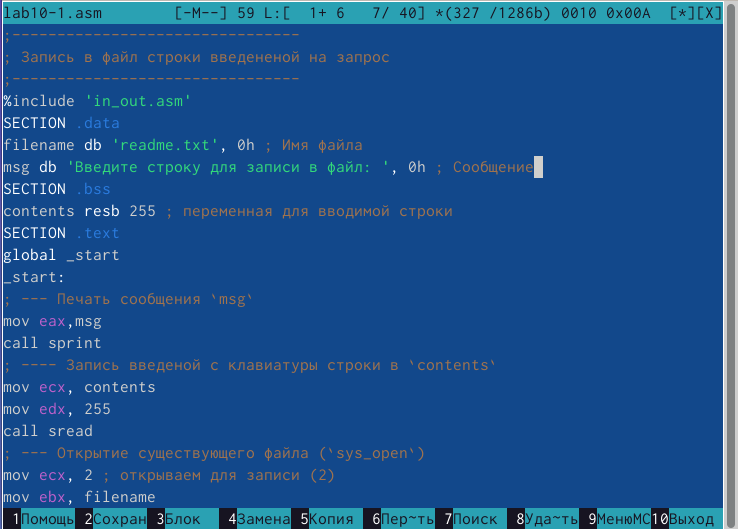 lab10-1.asm [-M--] 59 L:[ 1+ 6 7/ 40] *(327 /1286b) 0010 0x00A [*][X]
;-------------------------------
; Запись в файл строки введененой на запрос
;-------------------------------
%include 'in_out.asm'
SECTION .data
filename db 'readme.txt', 0h ; Имя файла
msg db 'Введите строку для записи в файл: ', 0h ; Сообщение
SECTION .bss
contents resb 255 ; переменная для вводимой строки
SECTION .text
global _start
_start:
; --- Печать сообщения `msg`
mov eax,msg
call sprint
; ---- Запись введеной с клавиатуры строки в `contents`
mov ecx, contents
mov edx, 255
call sread
; --- Открытие существующего файла (`sys_open`)
mov ecx, 2 ; открываем для записи (2)
mov ebx, filename
1Помощь 2Сохран 3Блок 4Замена 5Копия 6Пер~ть 7Поиск 8Уда~ть 9МенюMC 10Выход